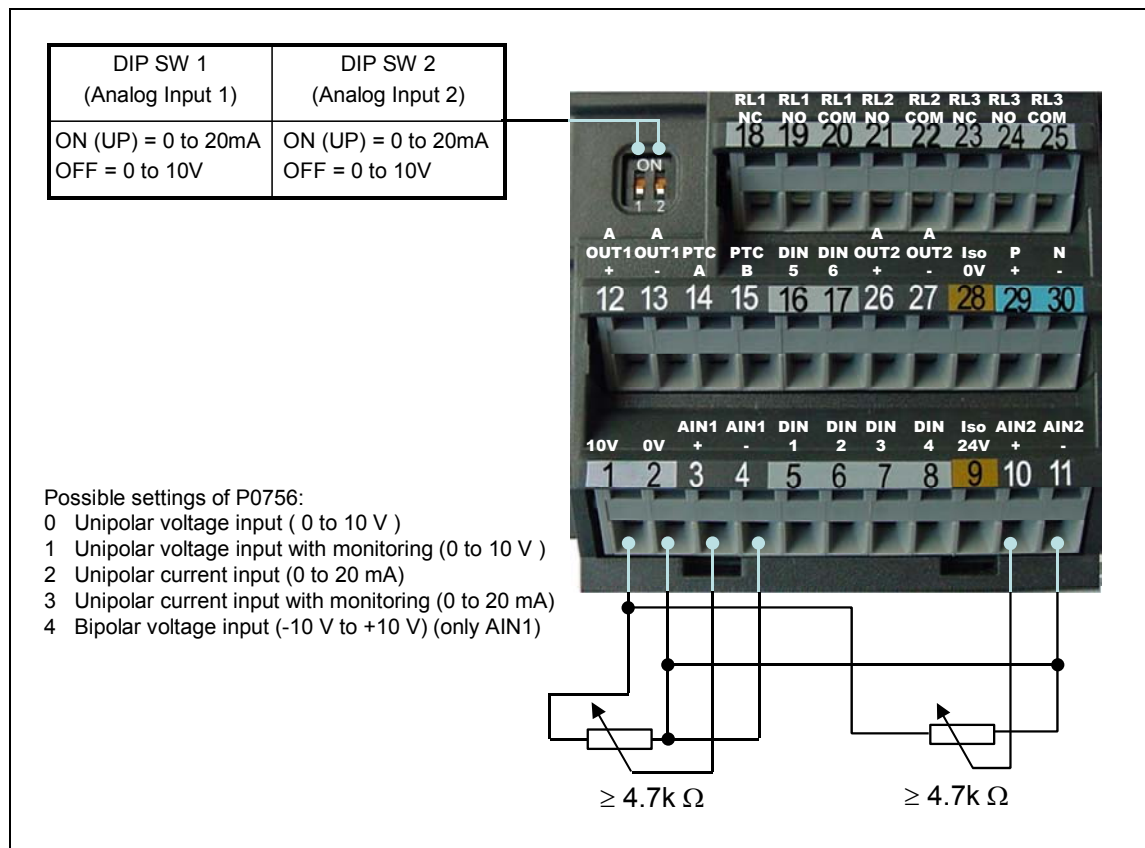 DIP SW 1
(Analog Input 1)
DIP SW 2
(Analog Input 2)
ON (UP) = 0 to 20mA
OFF = 0 to 10V
ON (UP) = 0 to 20mA
OFF = 0 to 10V
ON
1 2
RL1 RL1 RL1 RL2 RL2 RL3 RL3 RL3
NC NO COM NO COM NC NO COM
18 19 20 21 22 23 24 25
A A A A
OUT1 OUT1 PTC PTC DIN DIN OUT2 OUT2 Iso P N
+ - A B 5 6 + - 0V + -
12 13 14 15 16 17 26 27 28 29 30
AIN1 AIN1 DIN DIN DIN DIN Iso AIN2 AIN2
10V 0V + - 1 2 3 4 24V + -
1 2 3 4 5 6 7 8 9 10 11
Possible settings of P0756:
0 Unipolar voltage input ( 0 to 10 V )
1 Unipolar voltage input with monitoring (0 to 10 V )
2 Unipolar current input (0 to 20 mA)
3 Unipolar current input with monitoring (0 to 20 mA)
4 Bipolar voltage input (-10 V to +10 V) (only AIN1)
≥ 4.7k Ω
≥ 4.7k Ω